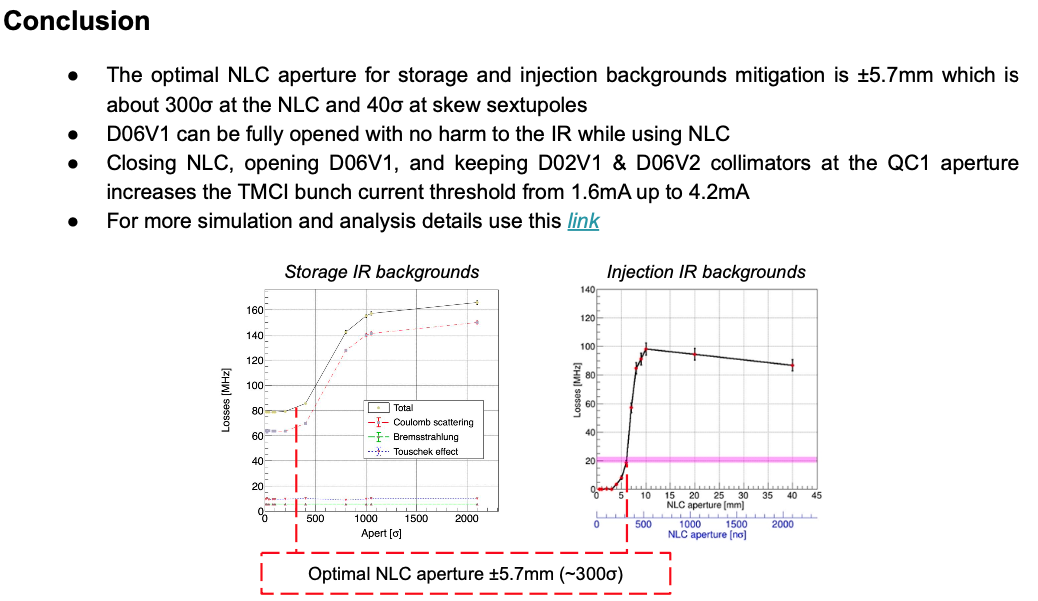 Conclusion
● The optimal NLC aperture for storage and injection backgrounds mitigation is ±5.7mm which is
about 300σ at the NLC and 40σ at skew sextupoles
● D06V1 can be fully opened with no harm to the IR while using NLC
● Closing NLC, opening D06V1, and keeping D02V1 & D06V2 collimators at the QC1 aperture
increases the TMCI bunch current threshold from 1.6mA up to 4.2mA
● For more simulation and analysis details use this link
Storage IR backgrounds
Losses [MHz]
160
140
120
100
80
60
40
20
0
Total
Coulomb scattering
Bremsstrahlung
Touschek effect
0 500 1000 1500 2000
Apert [σ]
Injection IR backgrounds
Losses [MHz]
140
120
100
80
60
40
20
0
0 5 10 15 20 25 30 35 40 45
NLC aperture [mm]
0 500 1000 1500 2000
NLC aperture [nσ]
Optimal NLC aperture ±5.7mm (~300σ)